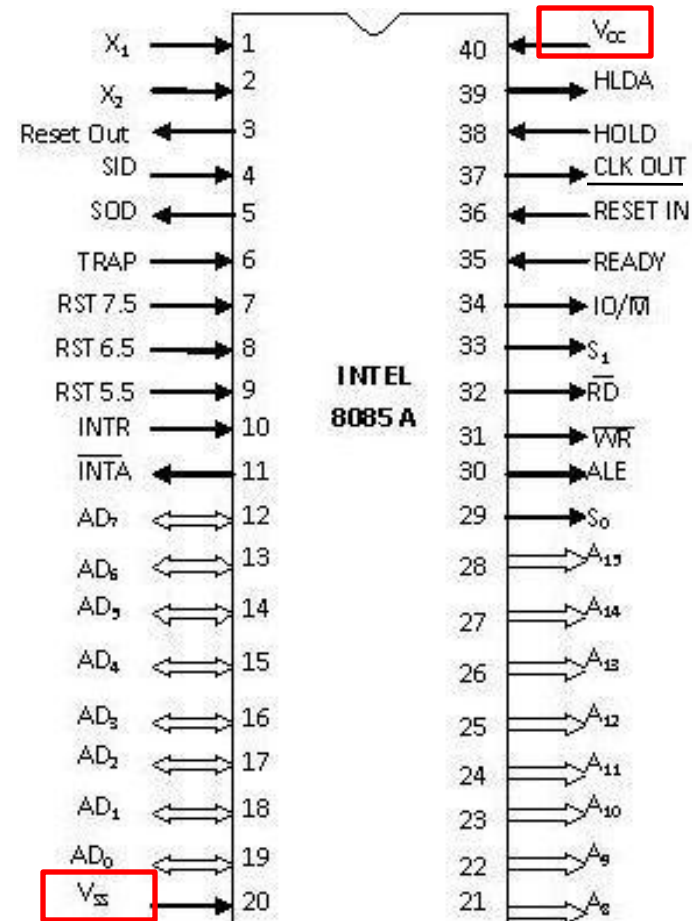 X₁ 1 40 Vcc
X₂ 2 39 HLDA
Reset Out 3 38 HOLD
SID 4 37 CLK OUT
SOD 5 36 RESET IN
TRAP 6 35 READY
RST 7.5 7 34 IO/M̅
RST 6.5 8 33 S₁
RST 5.5 9 32 R̅D̅
INTR 10 31 W̅R̅
I̅N̅T̅A̅ 11 30 ALE
AD₇ 12 29 S₀
AD₆ 13 28 A₁₅
AD₅ 14 27 A₁₄
AD₄ 15 26 A₁₃
AD₃ 16 25 A₁₂
AD₂ 17 24 A₁₁
AD₁ 18 23 A₁₀
AD₀ 19 22 A₉
Vss 20 21 A₈
INTEL
8085 A